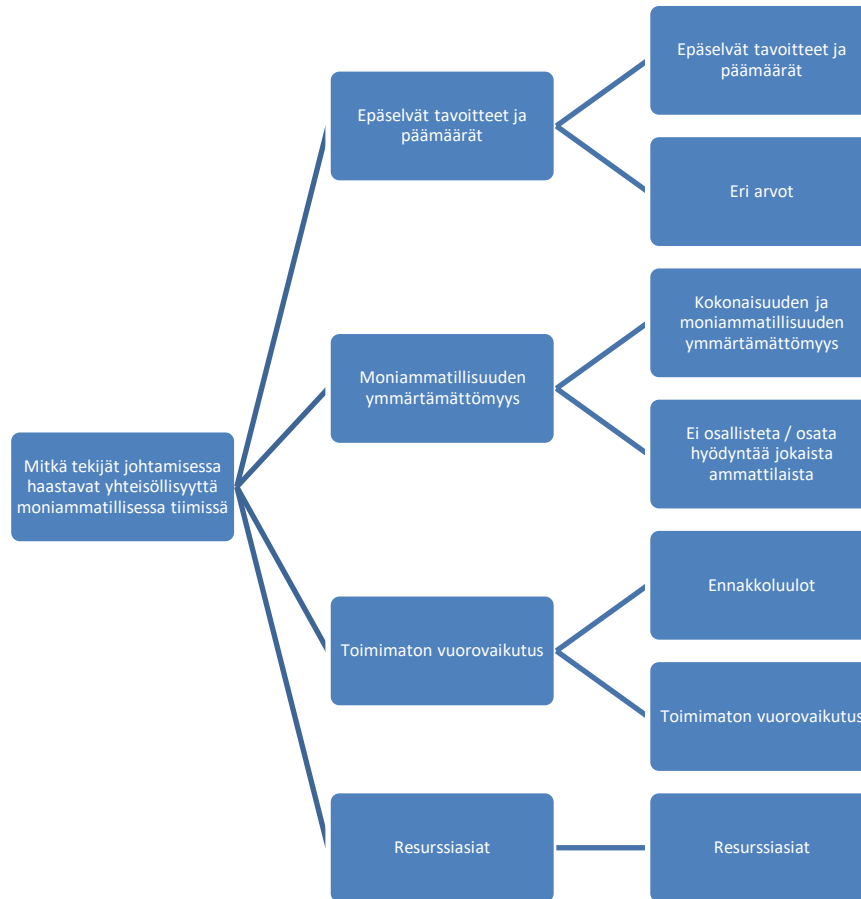 Mitkä tekijät johtamisessa
haastavat yhteisöllisyyttä
moniammatillisessa tiimissä
Epäselvät tavoitteet ja
päämäärät
Epäselvät tavoitteet ja
päämäärät
Eri arvot
Moniammatillisuuden
ymmärtämättömyys
Kokonaisuuden ja
moniammatillisuuden
ymmärtämättömyys
Ei osallisteta / osata
hyödyntää jokaista
ammattilaista
Toimimaton vuorovaikutus
Ennakkoluulot
Toimimaton vuorovaikutus
Resurssiasiat
Resurssiasiat